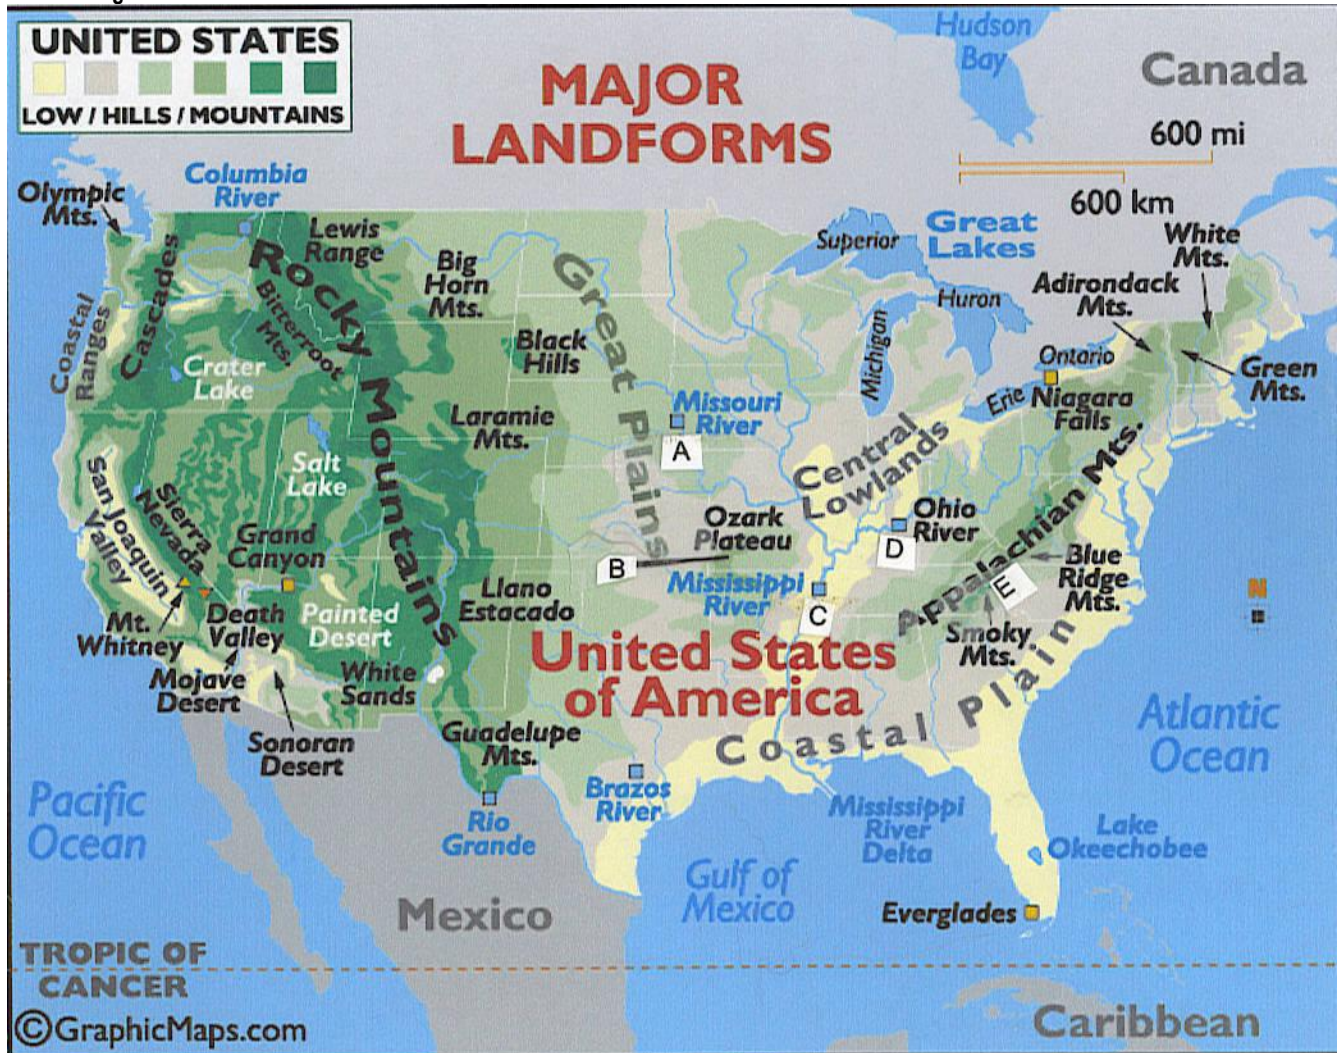 UNITED STATES
LOW / HILLS / MOUNTAINS
MAJOR
LANDFORMS
Hudson
Bay
Canada
600 mi
600 km
Olympic
Mts.
Columbia
River
Cascades
Coastal
Ranges
Rocky Mountains
Lewis
Range
Bitterroot
Mts.
Big
Horn
Mts.
Great Plains
Black
Hills
Crater
Lake
Laramie
Mts.
Salt
Lake
Superior
Great
Lakes
Huron
Michigan
Ontario
Erie
Niagara
Falls
White
Mts.
Adirondack
Mts.
Green
Mts.
Missouri
River
A
Central
Lowlands
Ohio
River
D
Ozark
Plateau
B
Mississippi
River
C
Appalachian Mts.
Blue
Ridge
Mts.
E
Smoky
Mts.
San Joaquin
Valley
Sierra
Nevada
Grand
Canyon
Mt.
Whitney
Death
Valley
Painted
Desert
Llano
Estacado
Mojave
Desert
White
Sands
Sonoran
Desert
Guadelupe
Mts.
United States
of America
Coastal Plain
Brazos
River
Rio
Grande
Mississippi
River
Delta
Lake
Okeechobee
Everglades
Gulf of
Mexico
Pacific
Ocean
Atlantic
Ocean
N
Mexico
TROPIC OF
CANCER
Caribbean
©GraphicMaps.com